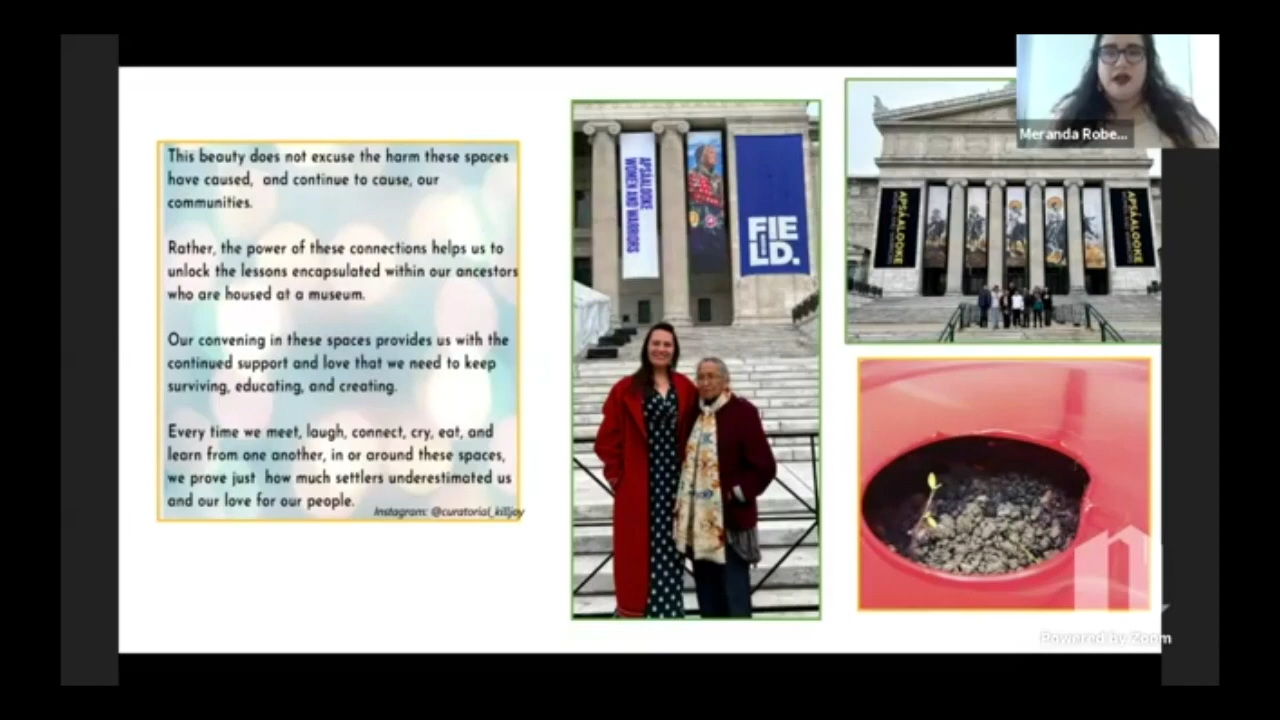 This beauty does not excuse the harm these spaces
have caused, and continue to cause, our
communities.
Rather, the power of these connections helps us to
unlock the lessons encapsulated within our ancestors
who are housed at a museum.
Our convening in these spaces provides us with the
continued support and love that we need to keep
surviving, educating, and creating.
Every time we meet, laugh, connect, cry, eat, and
learn from one another, in or around these spaces,
we prove just how much settlers underestimated us
and our love for our people.
Instagram: @curatorial_killjoy
APSÁALOOKE
WOMEN AND WARRIORS
FIE
LD.
APSÁALOOKE
APSÁALOOKE
Meranda Robe...
Powered by Zoom